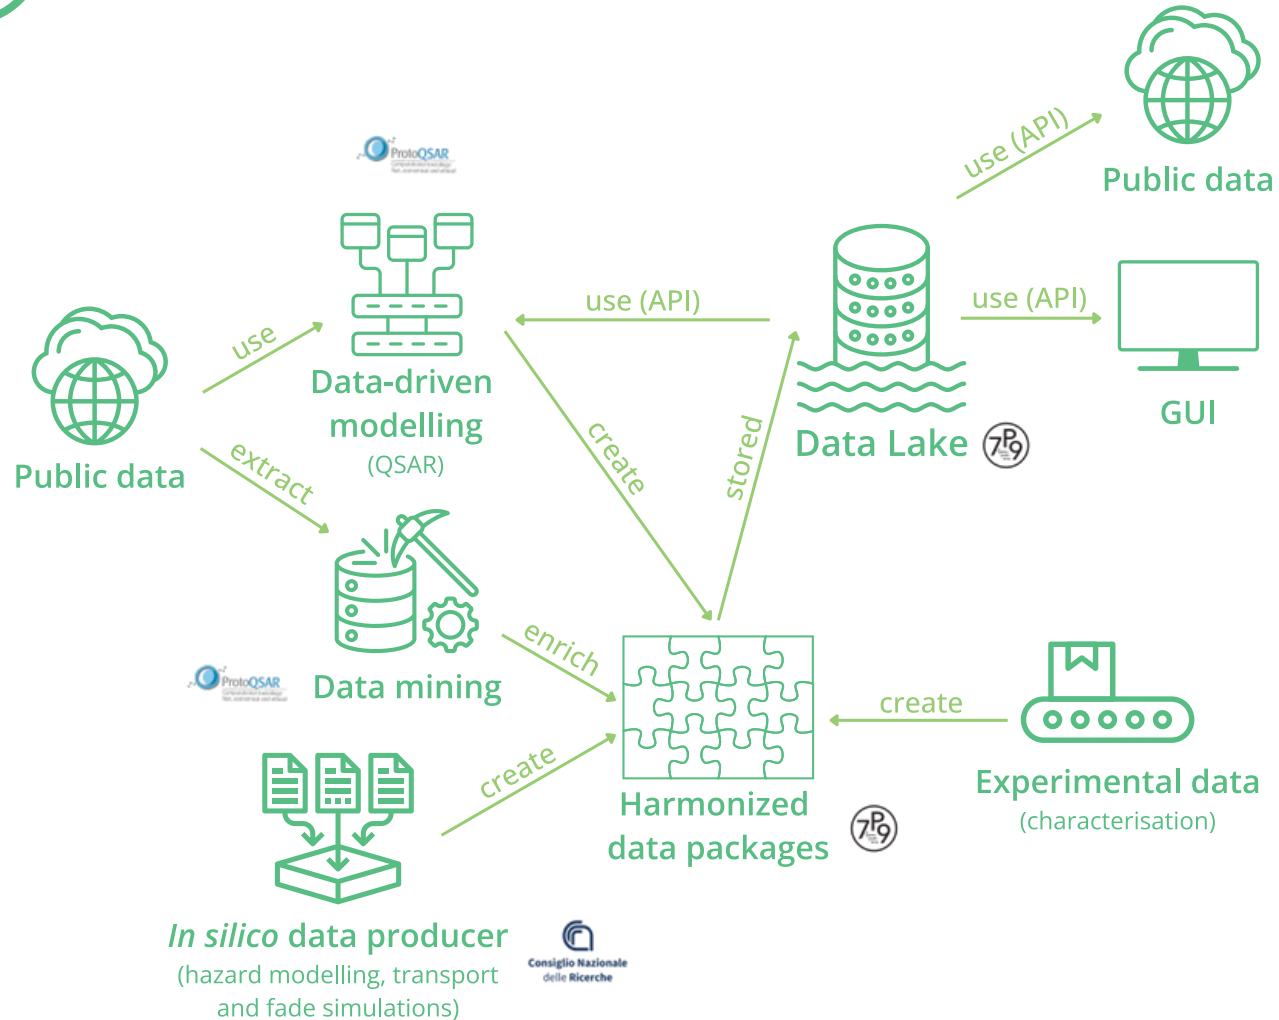 use (API)
Public data
ProtoQSAR
use (API)
use (API)
use
Data-driven
modelling
(QSAR)
GUI
Data Lake
7P9
create
stored
Public data
extract
enrich
ProtoQSAR
Data mining
create
create
Experimental data
(characterisation)
Harmonized
data packages
7P9
In silico data producer
(hazard modelling, transport
and fade simulations)
Consiglio Nazionale
delle Ricerche